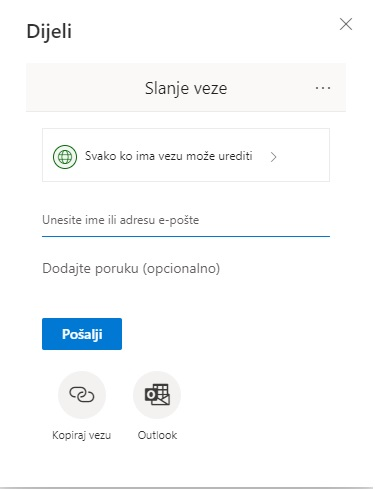 Dijeli
Slanje veze
Svako ko ima vezu može urediti
Unesite ime ili adresu e-pošte
Dodajte poruku (opcionalno)
Pošalji
Kopiraj vezu
Outlook